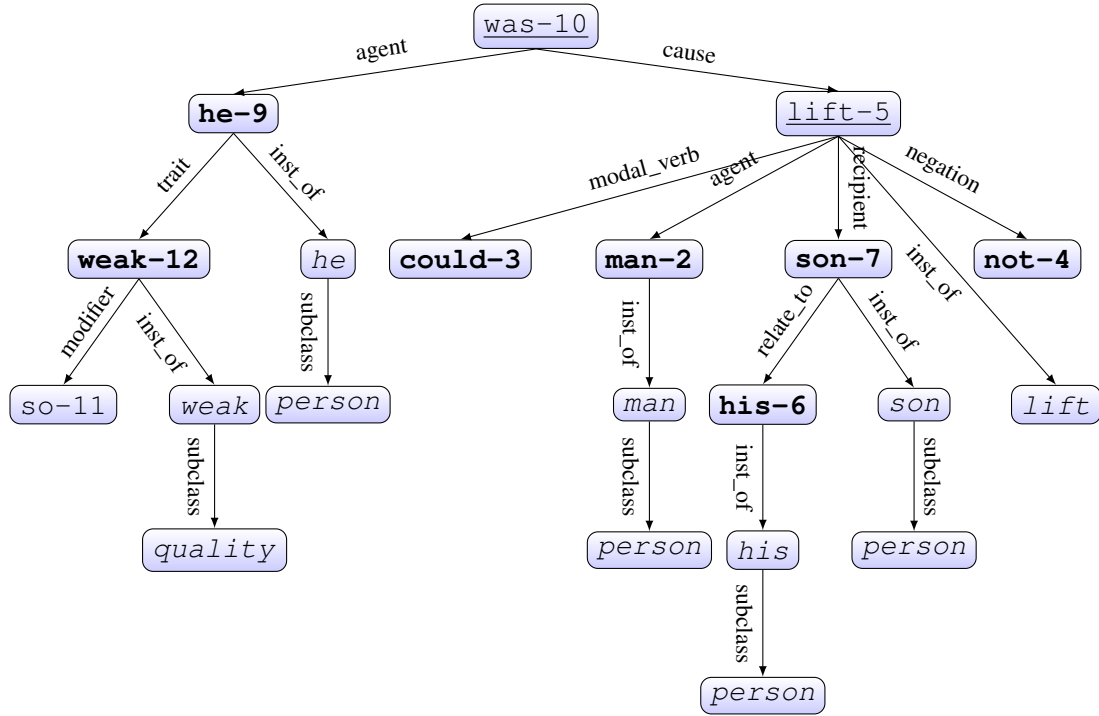 was-10
agent cause
he-9 lift-5
trait inst_of modal_verb agent recipient inst_of negation
weak-12 he could-3 man-2 son-7 not-4
modifier inst_of subclass inst_of relate_to inst_of
so-11 weak person man his-6 son lift
subclass subclass inst_of subclass
quality person his person
subclass
person